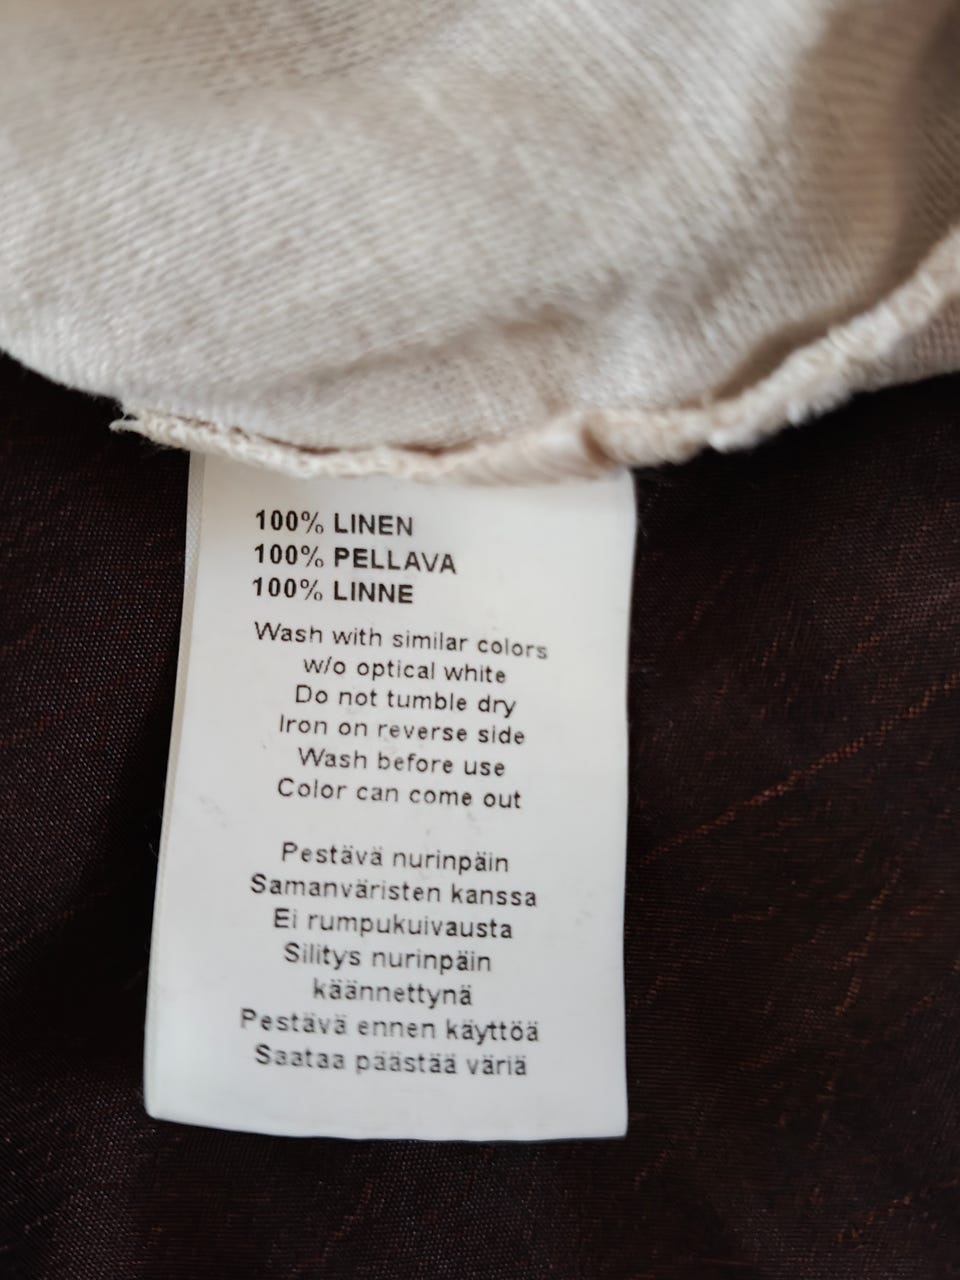 100% LINEN
100% PELLAVA
100% LINNE
Wash with similar colors
w/o optical white
Do not tumble dry
Iron on reverse side
Wash before use
Color can come out
Pestävä nurinpäin
Samanväristen kanssa
Ei rumpukuivausta
Silitys nurinpäin
käännettynä
Pestävä ennen käyttöä
Saataa päästää väriä